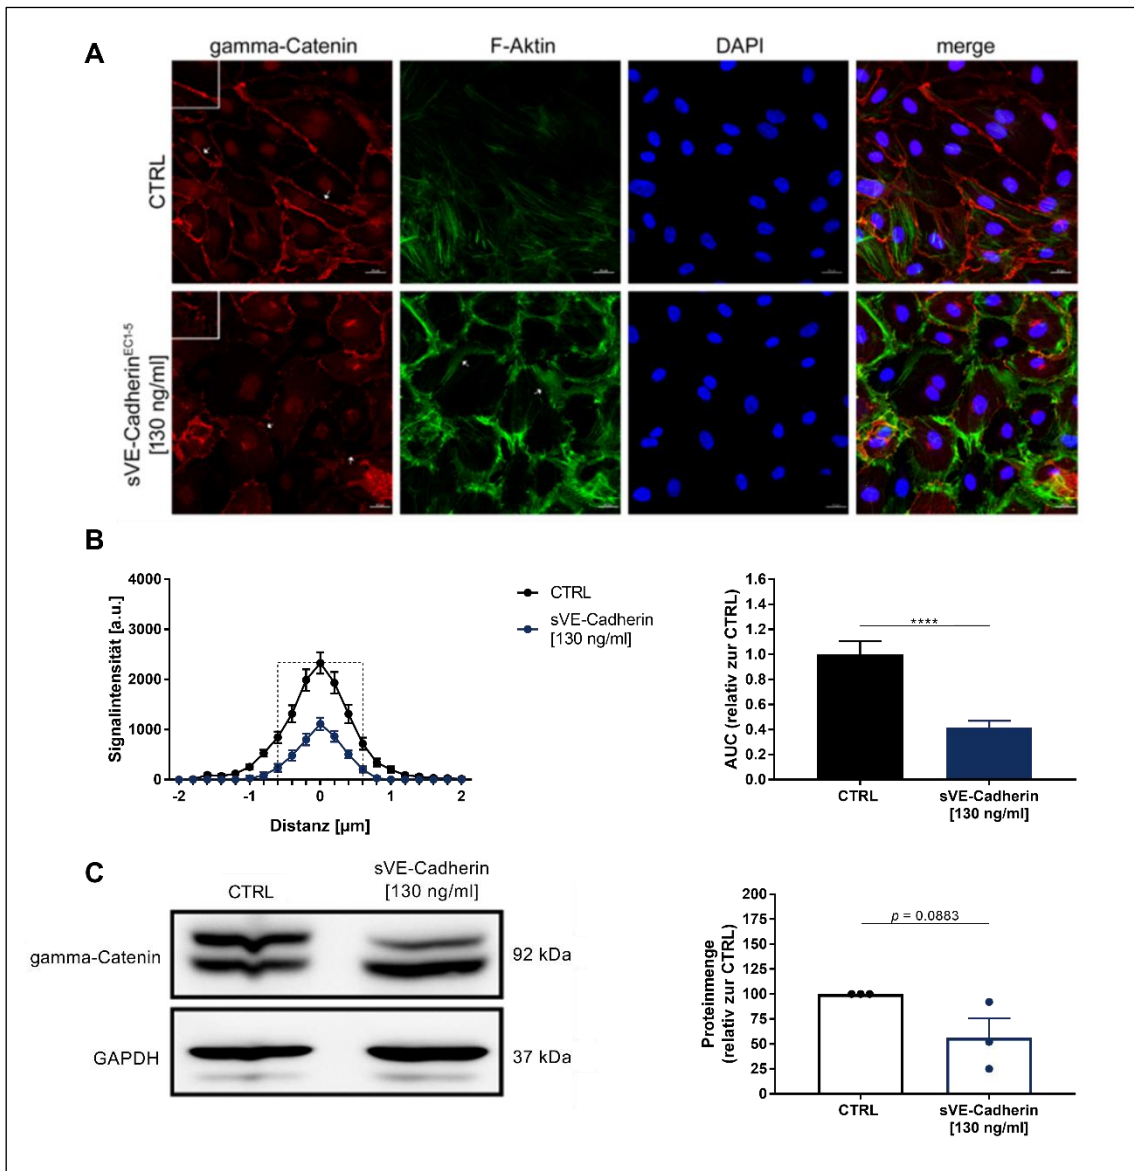 A
gamma-Catenin
F-Aktin
DAPI
merge
CTRL
sVE-Cadherin^EC1-5
[130 ng/ml]
B
4000
3000
2000
1000
0
Signalintensität [a.u.]
-2
-1
0
1
2
Distanz [µm]
CTRL
sVE-Cadherin
[130 ng/ml]
1.6
1.4
1.2
1.0
0.8
0.6
0.4
0.2
0.0
AUC (relativ zur CTRL)
****
CTRL
sVE-Cadherin
[130 ng/ml]
C
CTRL
sVE-Cadherin
[130 ng/ml]
gamma-Catenin
92 kDa
GAPDH
37 kDa
200
175
150
125
100
75
50
25
0
Proteinmenge
(relativ zur CTRL)
p = 0.0883
CTRL
sVE-Cadherin
[130 ng/ml]